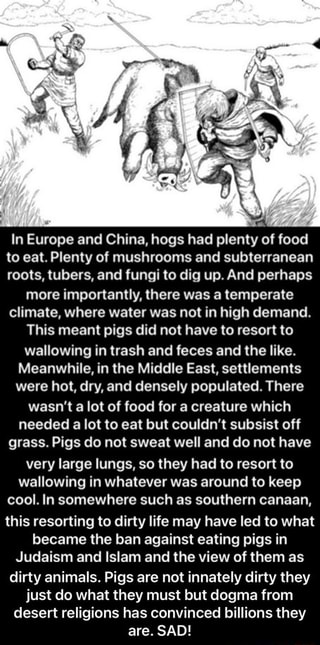 In Europe and China, hogs had plenty of food
to eat. Plenty of mushrooms and subterranean
roots, tubers, and fungi to dig up. And perhaps
more importantly, there was a temperate
climate, where water was not in high demand.
This meant pigs did not have to resort to
wallowing in trash and feces and the like.
Meanwhile, in the Middle East, settlements
were hot, dry, and densely populated. There
wasn't a lot of food for a creature which
needed a lot to eat but couldn't subsist off
grass. Pigs do not sweat well and do not have
very large lungs, so they had to resort to
wallowing in whatever was around to keep
cool. In somewhere such as southern canaan,
this resorting to dirty life may have led to what
became the ban against eating pigs in
Judaism and Islam and the view of them as
dirty animals. Pigs are not innately dirty they
just do what they must but dogma from
desert religions has convinced billions they
are. SAD!